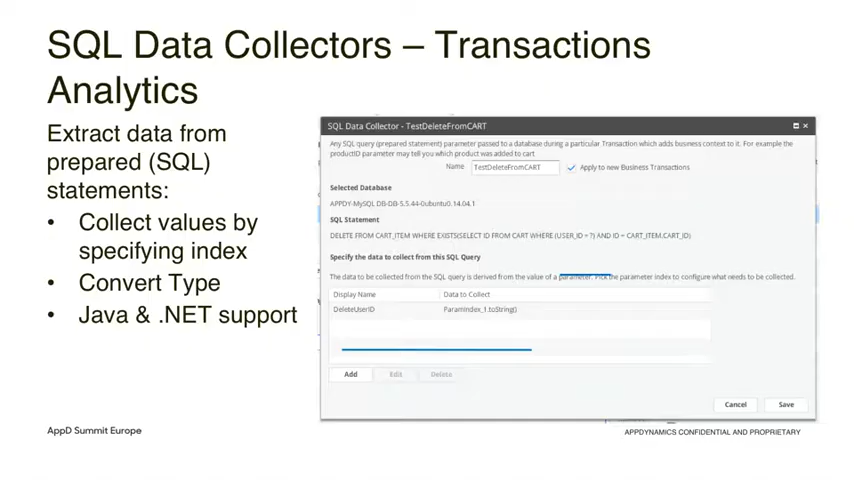 SQL Data Collectors – Transactions
Analytics
Extract data from
prepared (SQL)
statements:
• Collect values by
specifying index
• Convert Type
• Java & .NET support
SQL Data Collector - TestDeleteFromCART
Any SQL query (prepared statement) parameter passed to a database during a particular Transaction which adds business context to it. For example the
productID parameter may tell you which product was added to cart
Name TestDeleteFromCART Apply to new Business Transactions
Selected Database
APPDY-MySQL DB-DB-5.5.44-0ubuntu0.14.04.1
SQL Statement
DELETE FROM CART_ITEM WHERE EXISTS(SELECT ID FROM CART WHERE (USER_ID = ?) AND ID = CART_ITEM.CART_ID)
Specify the data to collect from this SQL Query
The data to be collected from the SQL query is derived from the value of a parameter. Pick the parameter index to configure what needs to be collected.
Display Name Data to Collect
DeleteUserID ParamIndex_1.toString()
Add Edit Delete
Cancel Save
AppD Summit Europe
APPDYNAMICS CONFIDENTIAL AND PROPRIETARY